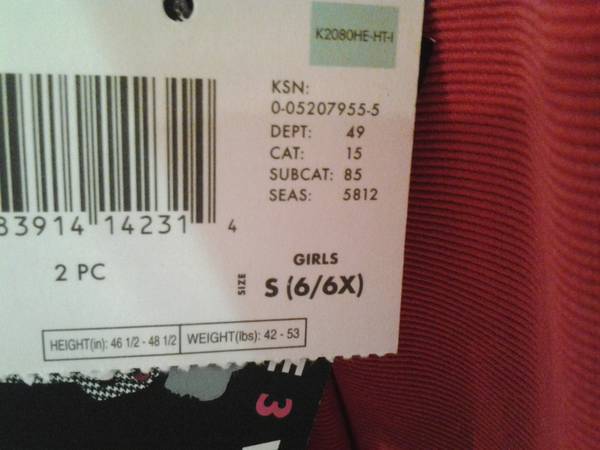 K2080HE-HT-I
KSN:
0-05207955-5
DEPT: 49
CAT: 15
SUBCAT: 85
SEAS: 5812
83914 14231 4
2 PC
GIRLS
SIZE S (6/6X)
HEIGHT(in): 46 1/2 - 48 1/2 WEIGHT(lbs): 42 - 53
3